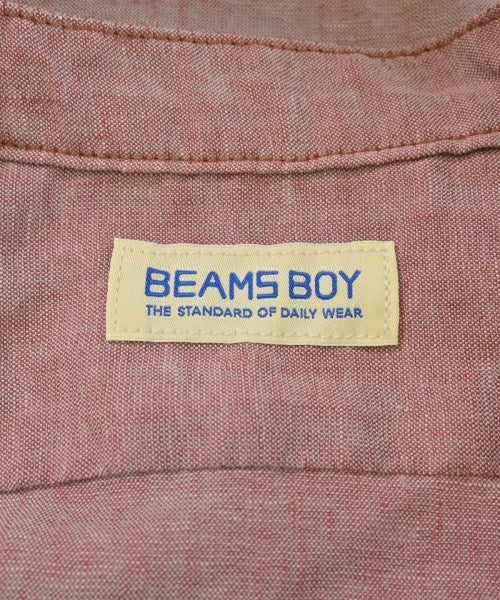 BEAMS BOY
THE STANDARD OF DAILY WEAR